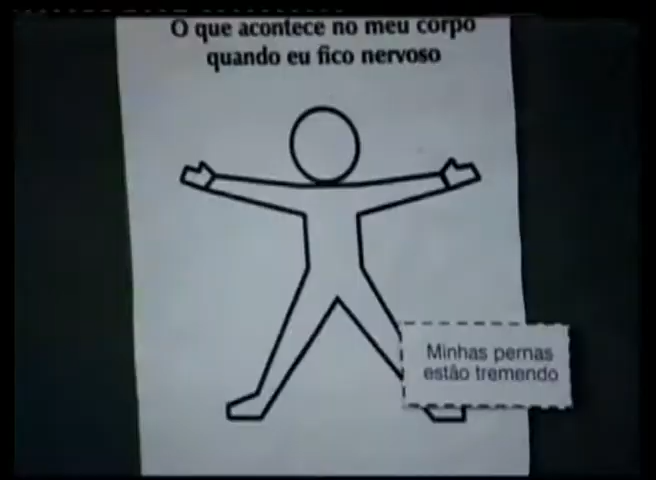 O que acontece no meu corpo
quando eu fico nervoso
Minhas pernas
estão tremendo